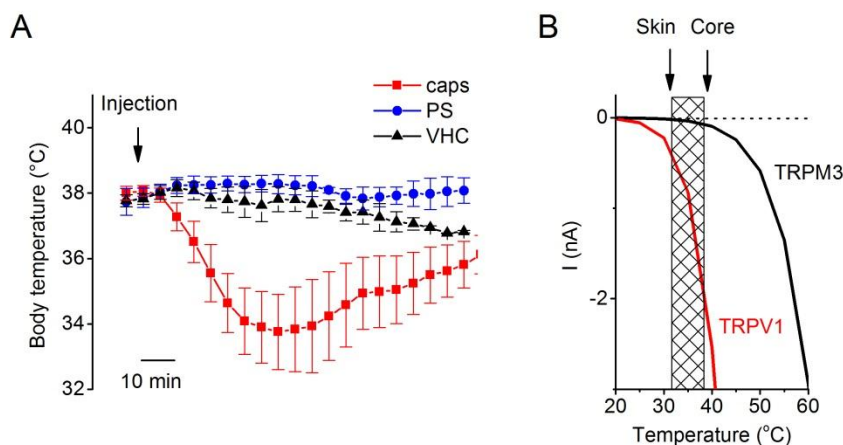 A
Injection
caps
PS
VHC
40
38
36
34
32
Body temperature (°C)
10 min
B
Skin
Core
0
-2
I (nA)
TRPM3
TRPV1
20
30
40
50
60
Temperature (°C)